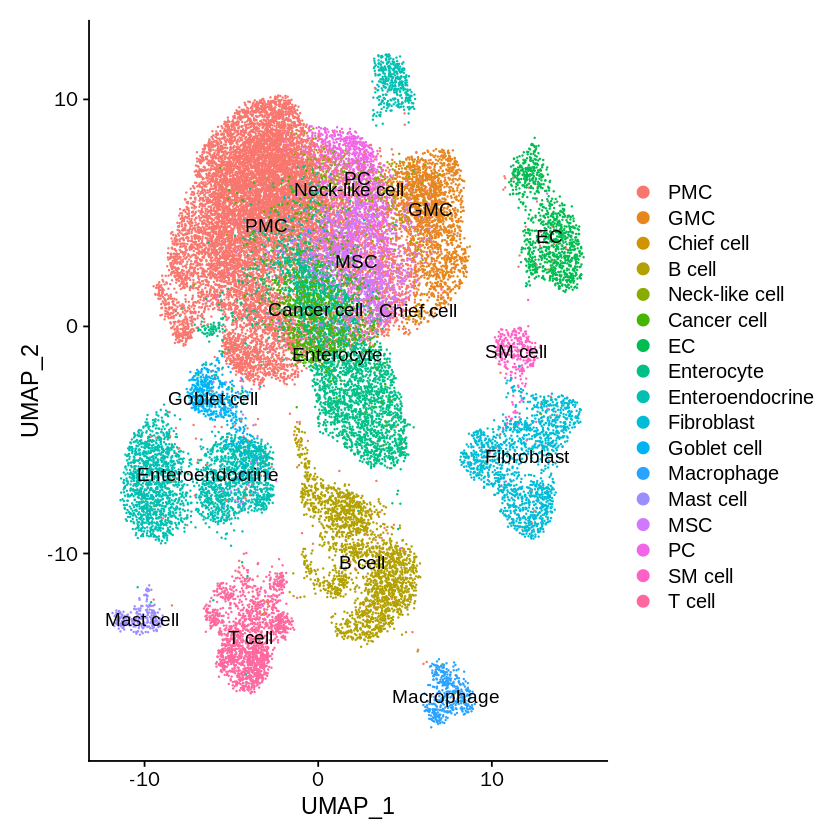 10
0
-10
-10
0
10
UMAP_2
UMAP_1
PC
Neck-like cell
GMC
PMC
EC
MSC
Cancer cell
Chief cell
SM cell
Enterocyte
Goblet cell
Fibroblast
Enteroendocrine
B cell
Mast cell
T cell
Macrophage
PMC
GMC
Chief cell
B cell
Neck-like cell
Cancer cell
EC
Enterocyte
Enteroendocrine
Fibroblast
Goblet cell
Macrophage
Mast cell
MSC
PC
SM cell
T cell